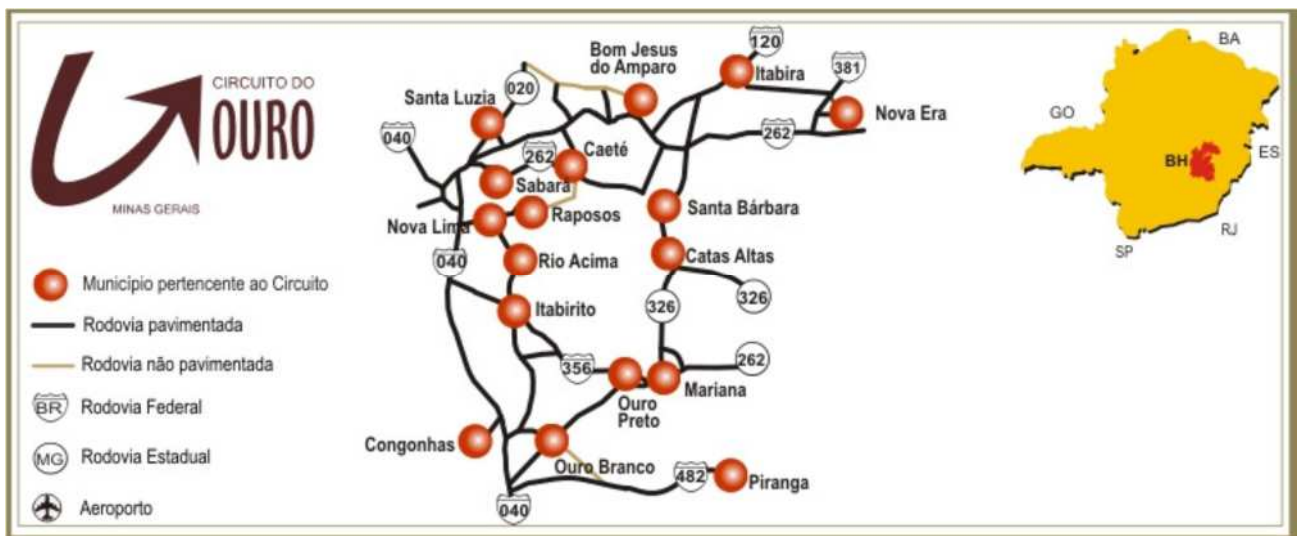 CIRCUITO DO
OURO
MINAS GERAIS
Município pertencente ao Circuito
Rodovia pavimentada
Rodovia não pavimentada
BR Rodovia Federal
MG Rodovia Estadual
Aeroporto
Bom Jesus
do Amparo
120
Itabira
381
Nova Era
020
Santa Luzia
040
262
262
Caeté
Sabará
Santa Bárbara
Nova Lima
Raposos
Catas Altas
040
Rio Acima
326
326
Itabirito
356
262
Mariana
Ouro
Preto
Congonhas
Ouro Branco
482
Piranga
040
BA
GO
BH
ES
RJ
SP